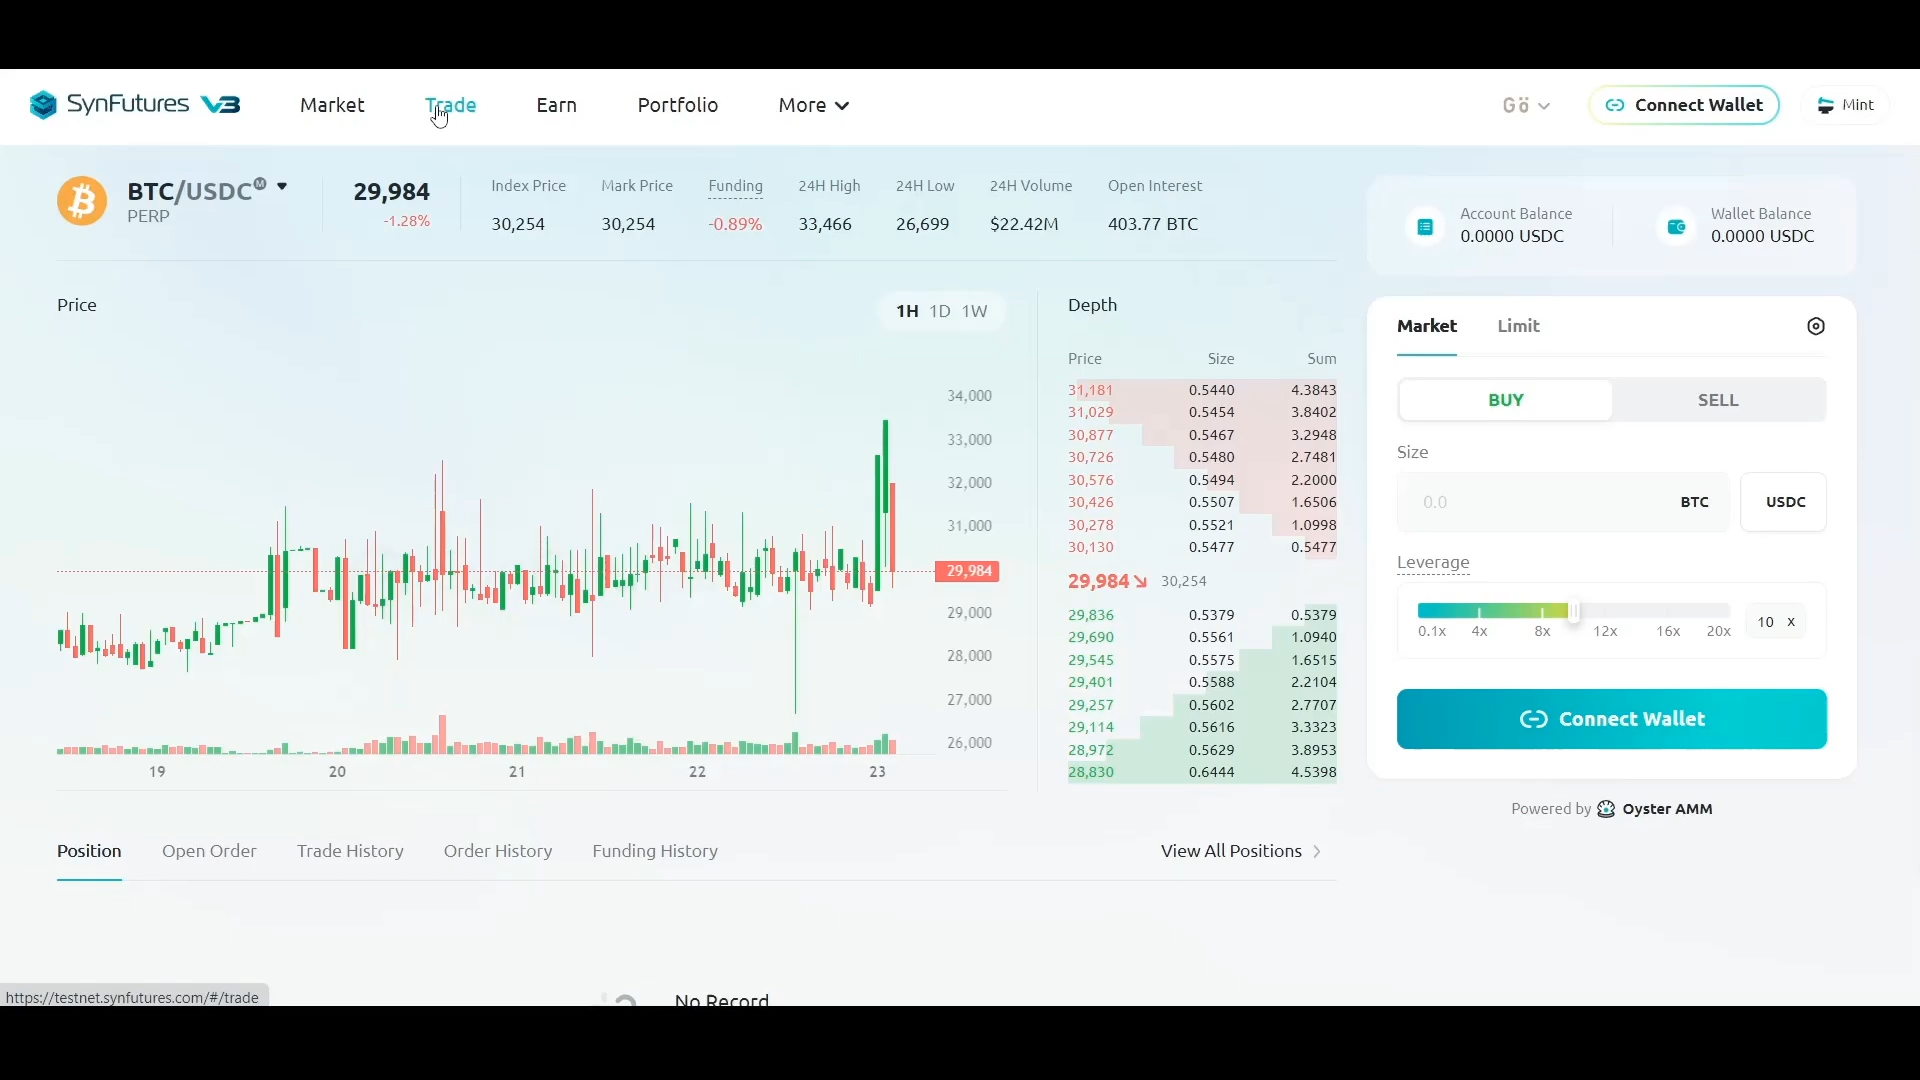 SynFutures V3
Market
Trade
Earn
Portfolio
More
Gö
Connect Wallet
Mint
BTC/USDC M
PERP
29,984
-1.28%
Index Price
30,254
Mark Price
30,254
Funding
-0.89%
24H High
33,466
24H Low
26,699
24H Volume
$22.42M
Open Interest
403.77 BTC
Account Balance
0.0000 USDC
Wallet Balance
0.0000 USDC
Price
1H 1D 1W
34,000
33,000
32,000
31,000
29,984
29,000
28,000
27,000
26,000
19 20 21 22 23
Depth
Price Size Sum
31,181 0.5440 4.3843
31,029 0.5454 3.8402
30,877 0.5467 3.2948
30,726 0.5480 2.7481
30,576 0.5494 2.2000
30,426 0.5507 1.6506
30,278 0.5521 1.0998
30,130 0.5477 0.5477
29,984 30,254
29,836 0.5379 0.5379
29,690 0.5561 1.0940
29,545 0.5575 1.6515
29,401 0.5588 2.2104
29,257 0.5602 2.7707
29,114 0.5616 3.3323
28,972 0.5629 3.8953
28,830 0.6444 4.5398
Market Limit
BUY SELL
Size
0.0 BTC USDC
Leverage
0.1x 4x 8x 12x 16x 20x
10 x
Connect Wallet
Powered by Oyster AMM
Position
Open Order
Trade History
Order History
Funding History
View All Positions
No Record
https://testnet.synfutures.com/#/trade